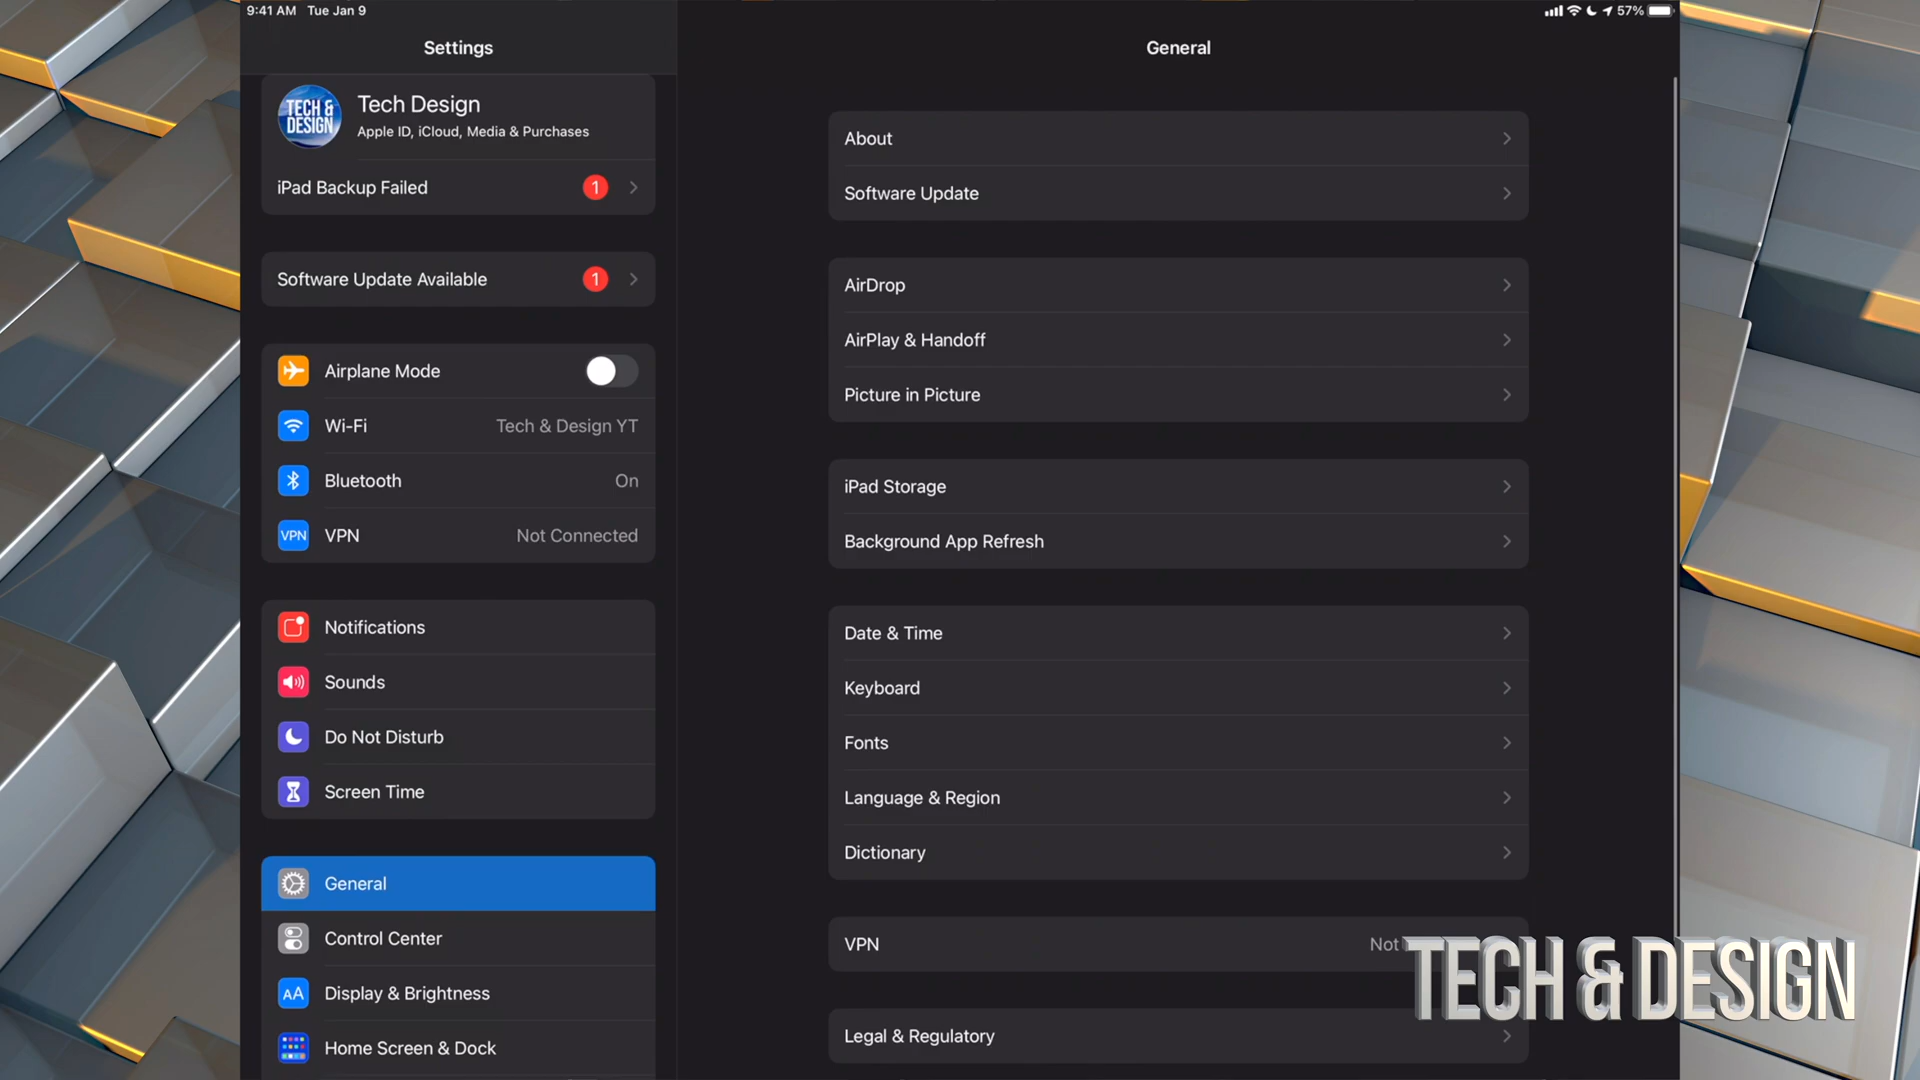 9:41 AM Tue Jan 9
57%
Settings
TECH &
DESIGN
Tech Design
Apple ID, iCloud, Media & Purchases
iPad Backup Failed 1
Software Update Available 1
Airplane Mode
Wi-Fi Tech & Design YT
Bluetooth On
VPN VPN Not Connected
Notifications
Sounds
Do Not Disturb
Screen Time
General
Control Center
AA Display & Brightness
Home Screen & Dock
General
About
Software Update
AirDrop
AirPlay & Handoff
Picture in Picture
iPad Storage
Background App Refresh
Date & Time
Keyboard
Fonts
Language & Region
Dictionary
VPN Not
Legal & Regulatory
TECH & DESIGN